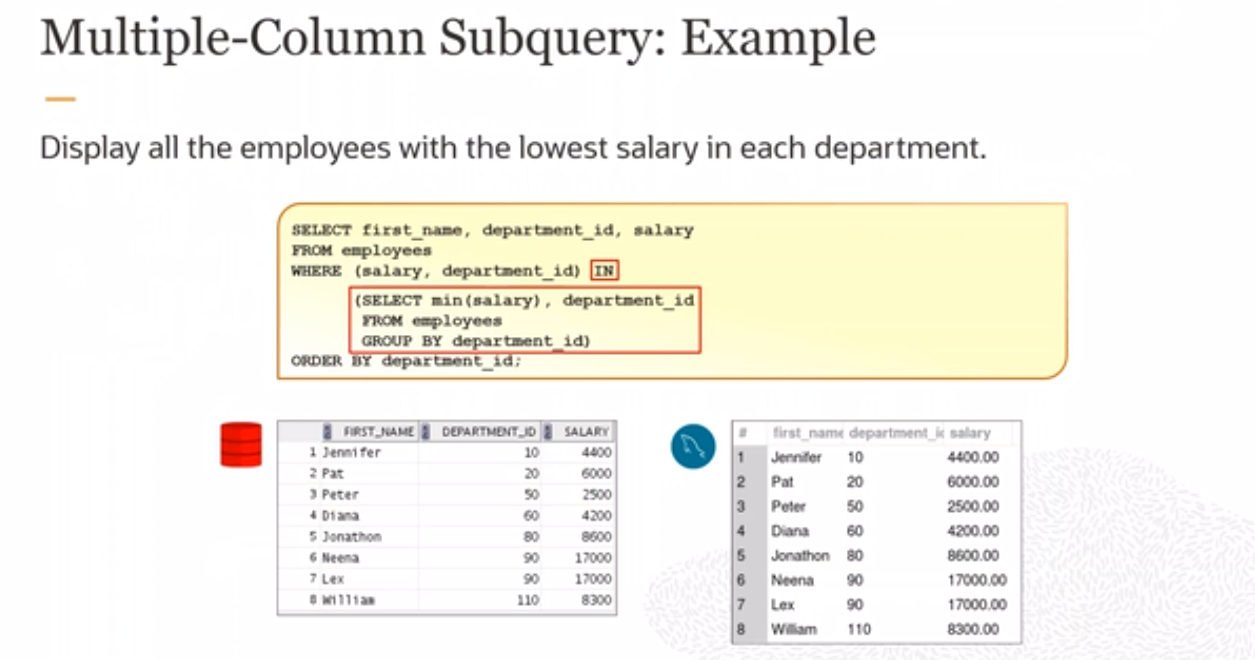 Multiple-Column Subquery: Example
Display all the employees with the lowest salary in each department.
SELECT first_name, department_id, salary
FROM employees
WHERE (salary, department_id) IN
(SELECT min(salary), department_id
FROM employees
GROUP BY department_id)
ORDER BY department_id;
FIRST_NAME DEPARTMENT_ID SALARY
1 Jennifer 10 4400
2 Pat 20 6000
3 Peter 50 2500
4 Diana 60 4200
5 Jonathon 80 8600
6 Neena 90 17000
7 Lex 90 17000
8 William 110 8300
# first_name department_id salary
1 Jennifer 10 4400.00
2 Pat 20 6000.00
3 Peter 50 2500.00
4 Diana 60 4200.00
5 Jonathon 80 8600.00
6 Neena 90 17000.00
7 Lex 90 17000.00
8 William 110 8300.00